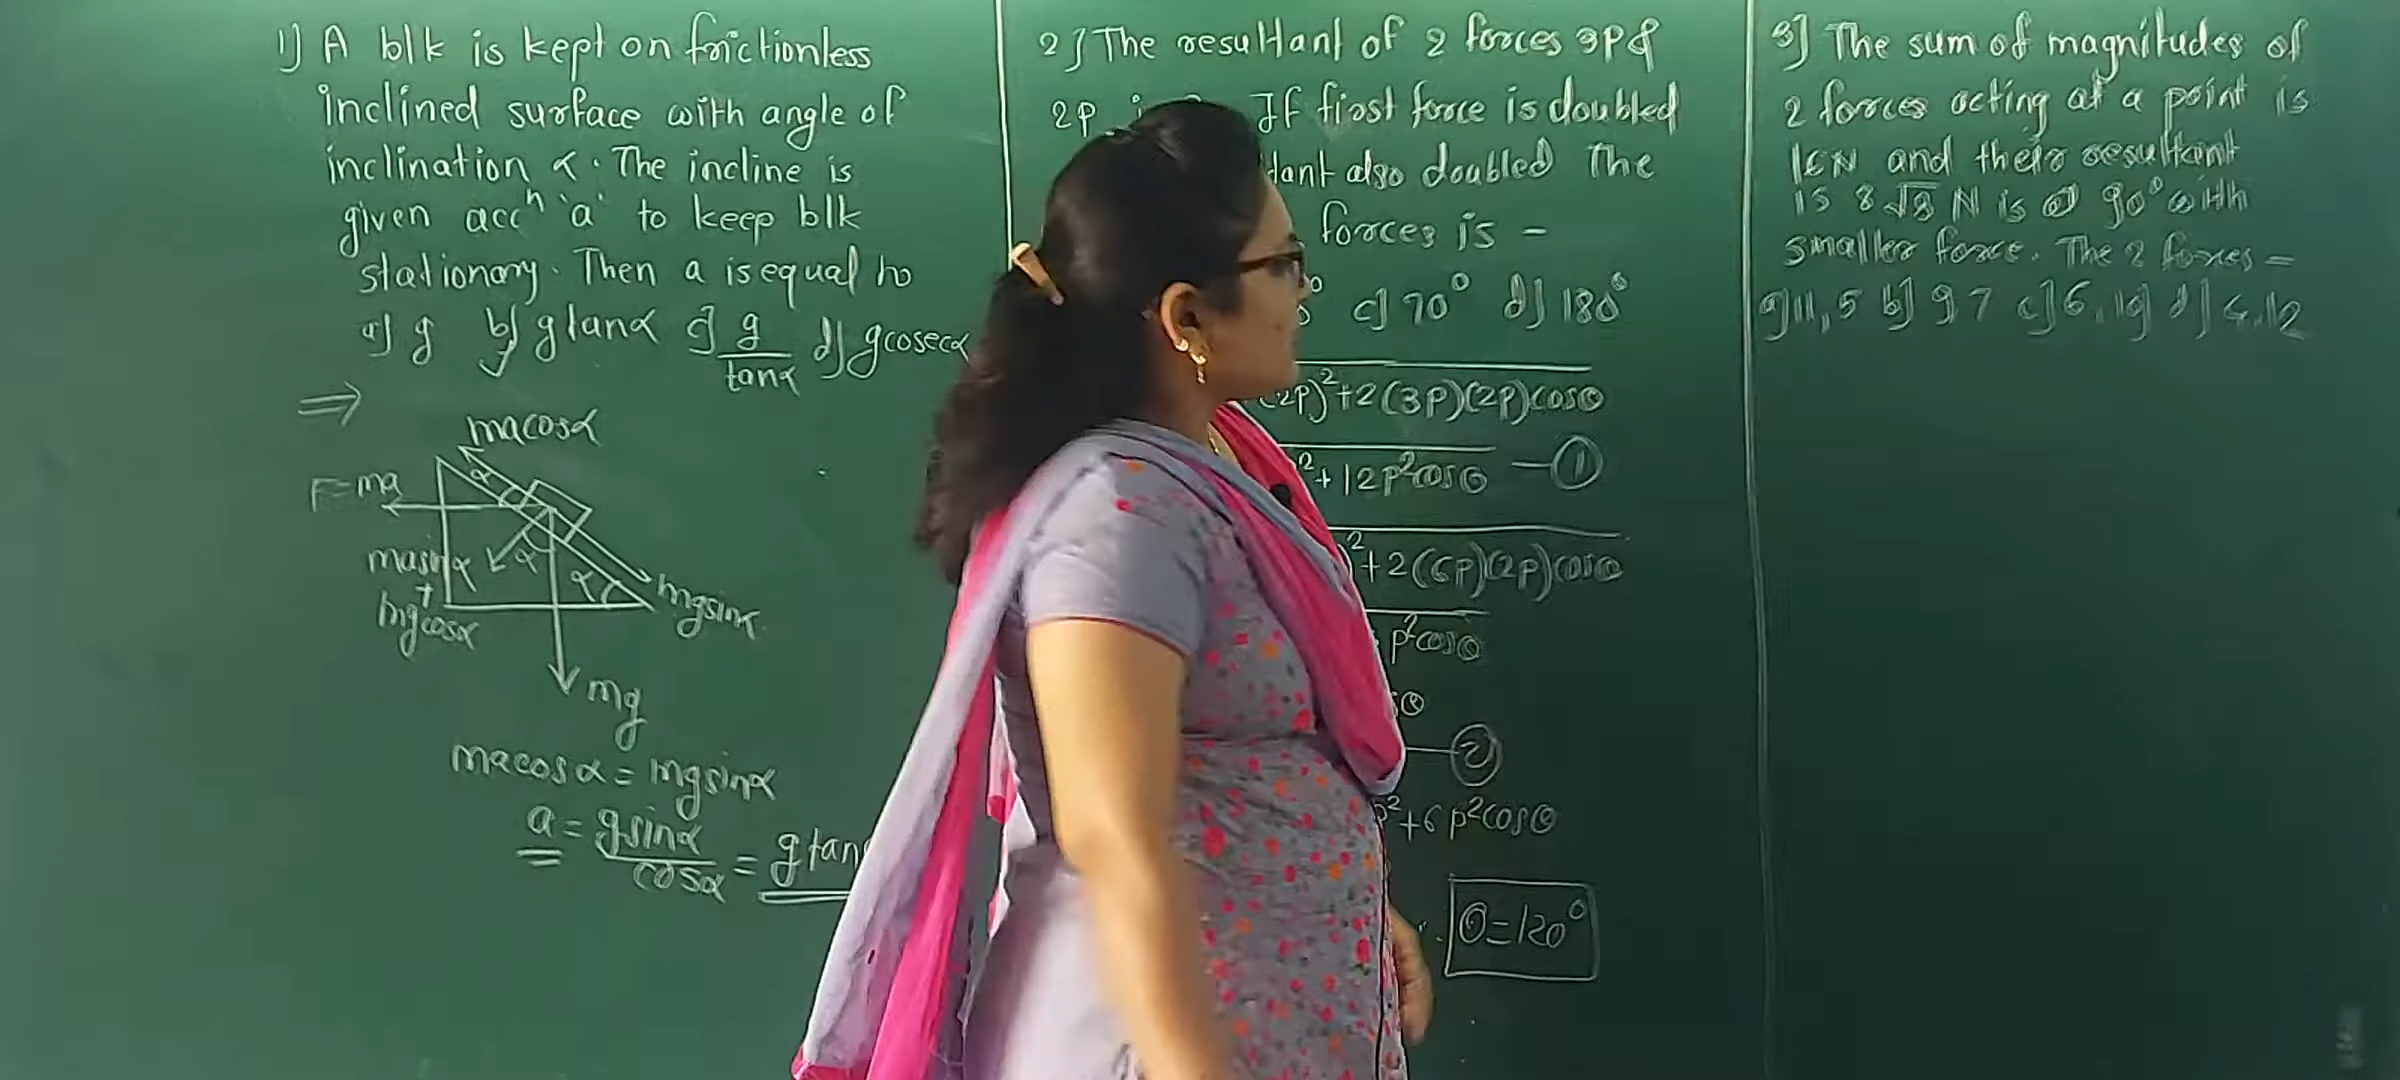 1] A blk is kept on frictionless
inclined surface with angle of
inclination α. The incline is
given accⁿ 'a' to keep blk
stationary. Then a is equal to
a] g b] g tanα c] g/tanα d] g cosecα
⇒
macosα
F=ma
α
masinα
+
mgcosα
α
α
mgsinα
mg
macosα = mgsinα
a = gsinα/cosα = gtan
2] The resultant of 2 forces 3P &
2P If first force is doubled
also doubled The
forces is -
c] 70° d] 180°
(2P)²+2(3P)(2P)cosθ
²+12P²cosθ —①
²+2(6P)(2P)cosθ
P²cosθ
θ
—②
²+6P²cosθ
θ=120°
3] The sum of magnitudes of
2 forces acting at a point is
16N and their resultant
is 8√3 N is 90° with
smaller force. The 2 forces =
a] 11, 5 b] 9 7 c] 6, 10 d] 4, 12